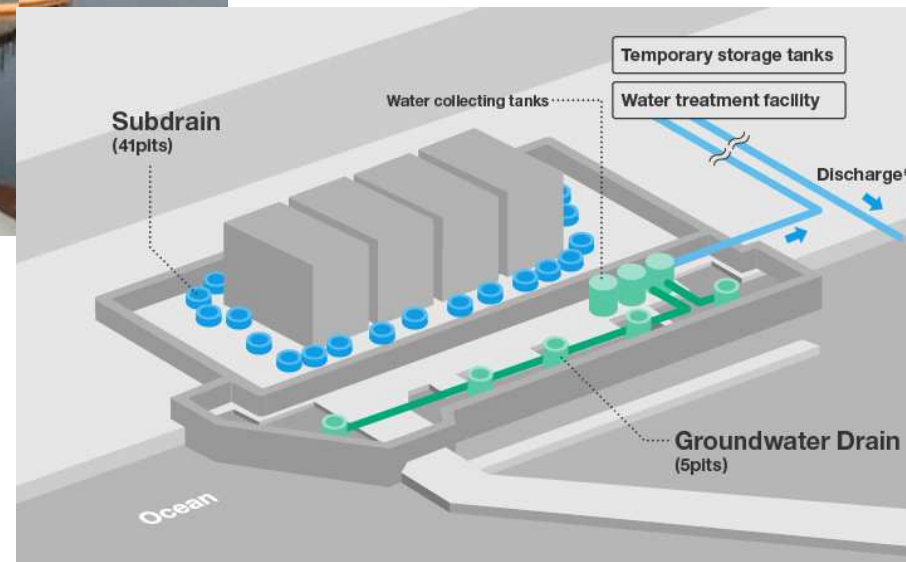 Temporary storage tanks
Water collecting tanks
Water treatment facility
Subdrain
(41pits)
Discharge
Groundwater Drain
(5pits)
Ocean